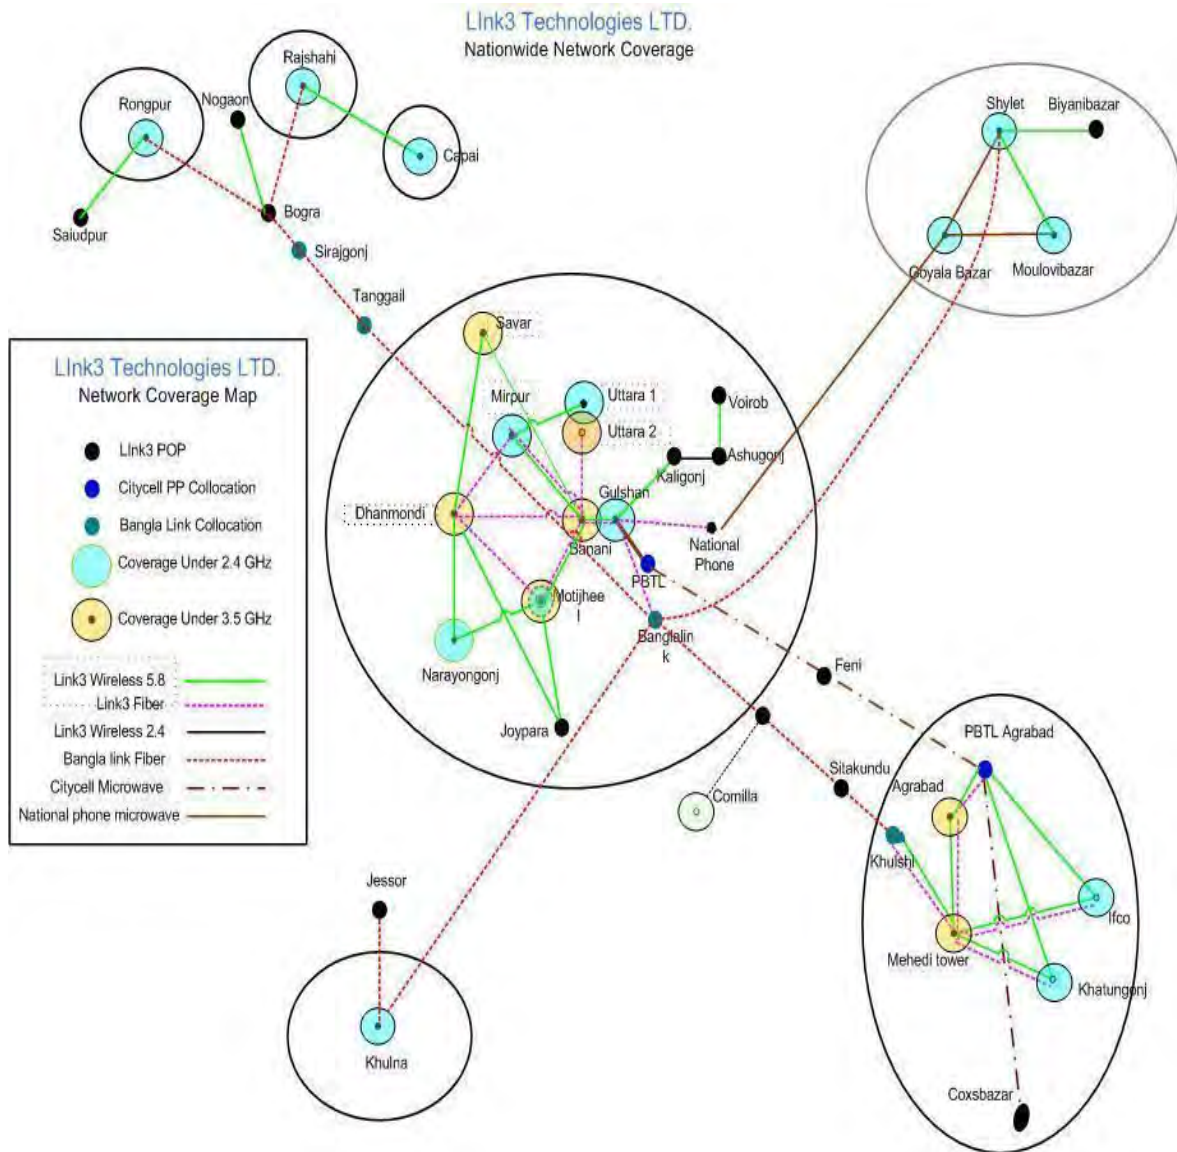 LInk3 Technologies LTD.
Nationwide Network Coverage
Rajshahi
Rongpur
Nogaon
Capai
Saiudpur
Bogra
Sirajgonj
Tanggail
Shylet
Biyanibazar
Goyala Bazar
Moulovibazar
LInk3 Technologies LTD.
Network Coverage Map
LInk3 POP
Citycell PP Collocation
Bangla Link Collocation
Coverage Under 2.4 GHz
Coverage Under 3.5 GHz
Link3 Wireless 5.8
Link3 Fiber
Link3 Wireless 2.4
Bangla link Fiber
Citycell Microwave
National phone microwave
Savar
Mirpur
Uttara 1
Uttara 2
Voirob
Kaligonj
Ashugonj
Dhanmondi
Gulshan
Banani
National
Phone
PBTL
Motijhee
l
Banglalin
k
Narayongonj
Joypara
Feni
Comilla
Sitakundu
PBTL Agrabad
Agrabad
Khulshi
Ifco
Mehedi tower
Khatungonj
Coxsbazar
Jessor
Khulna